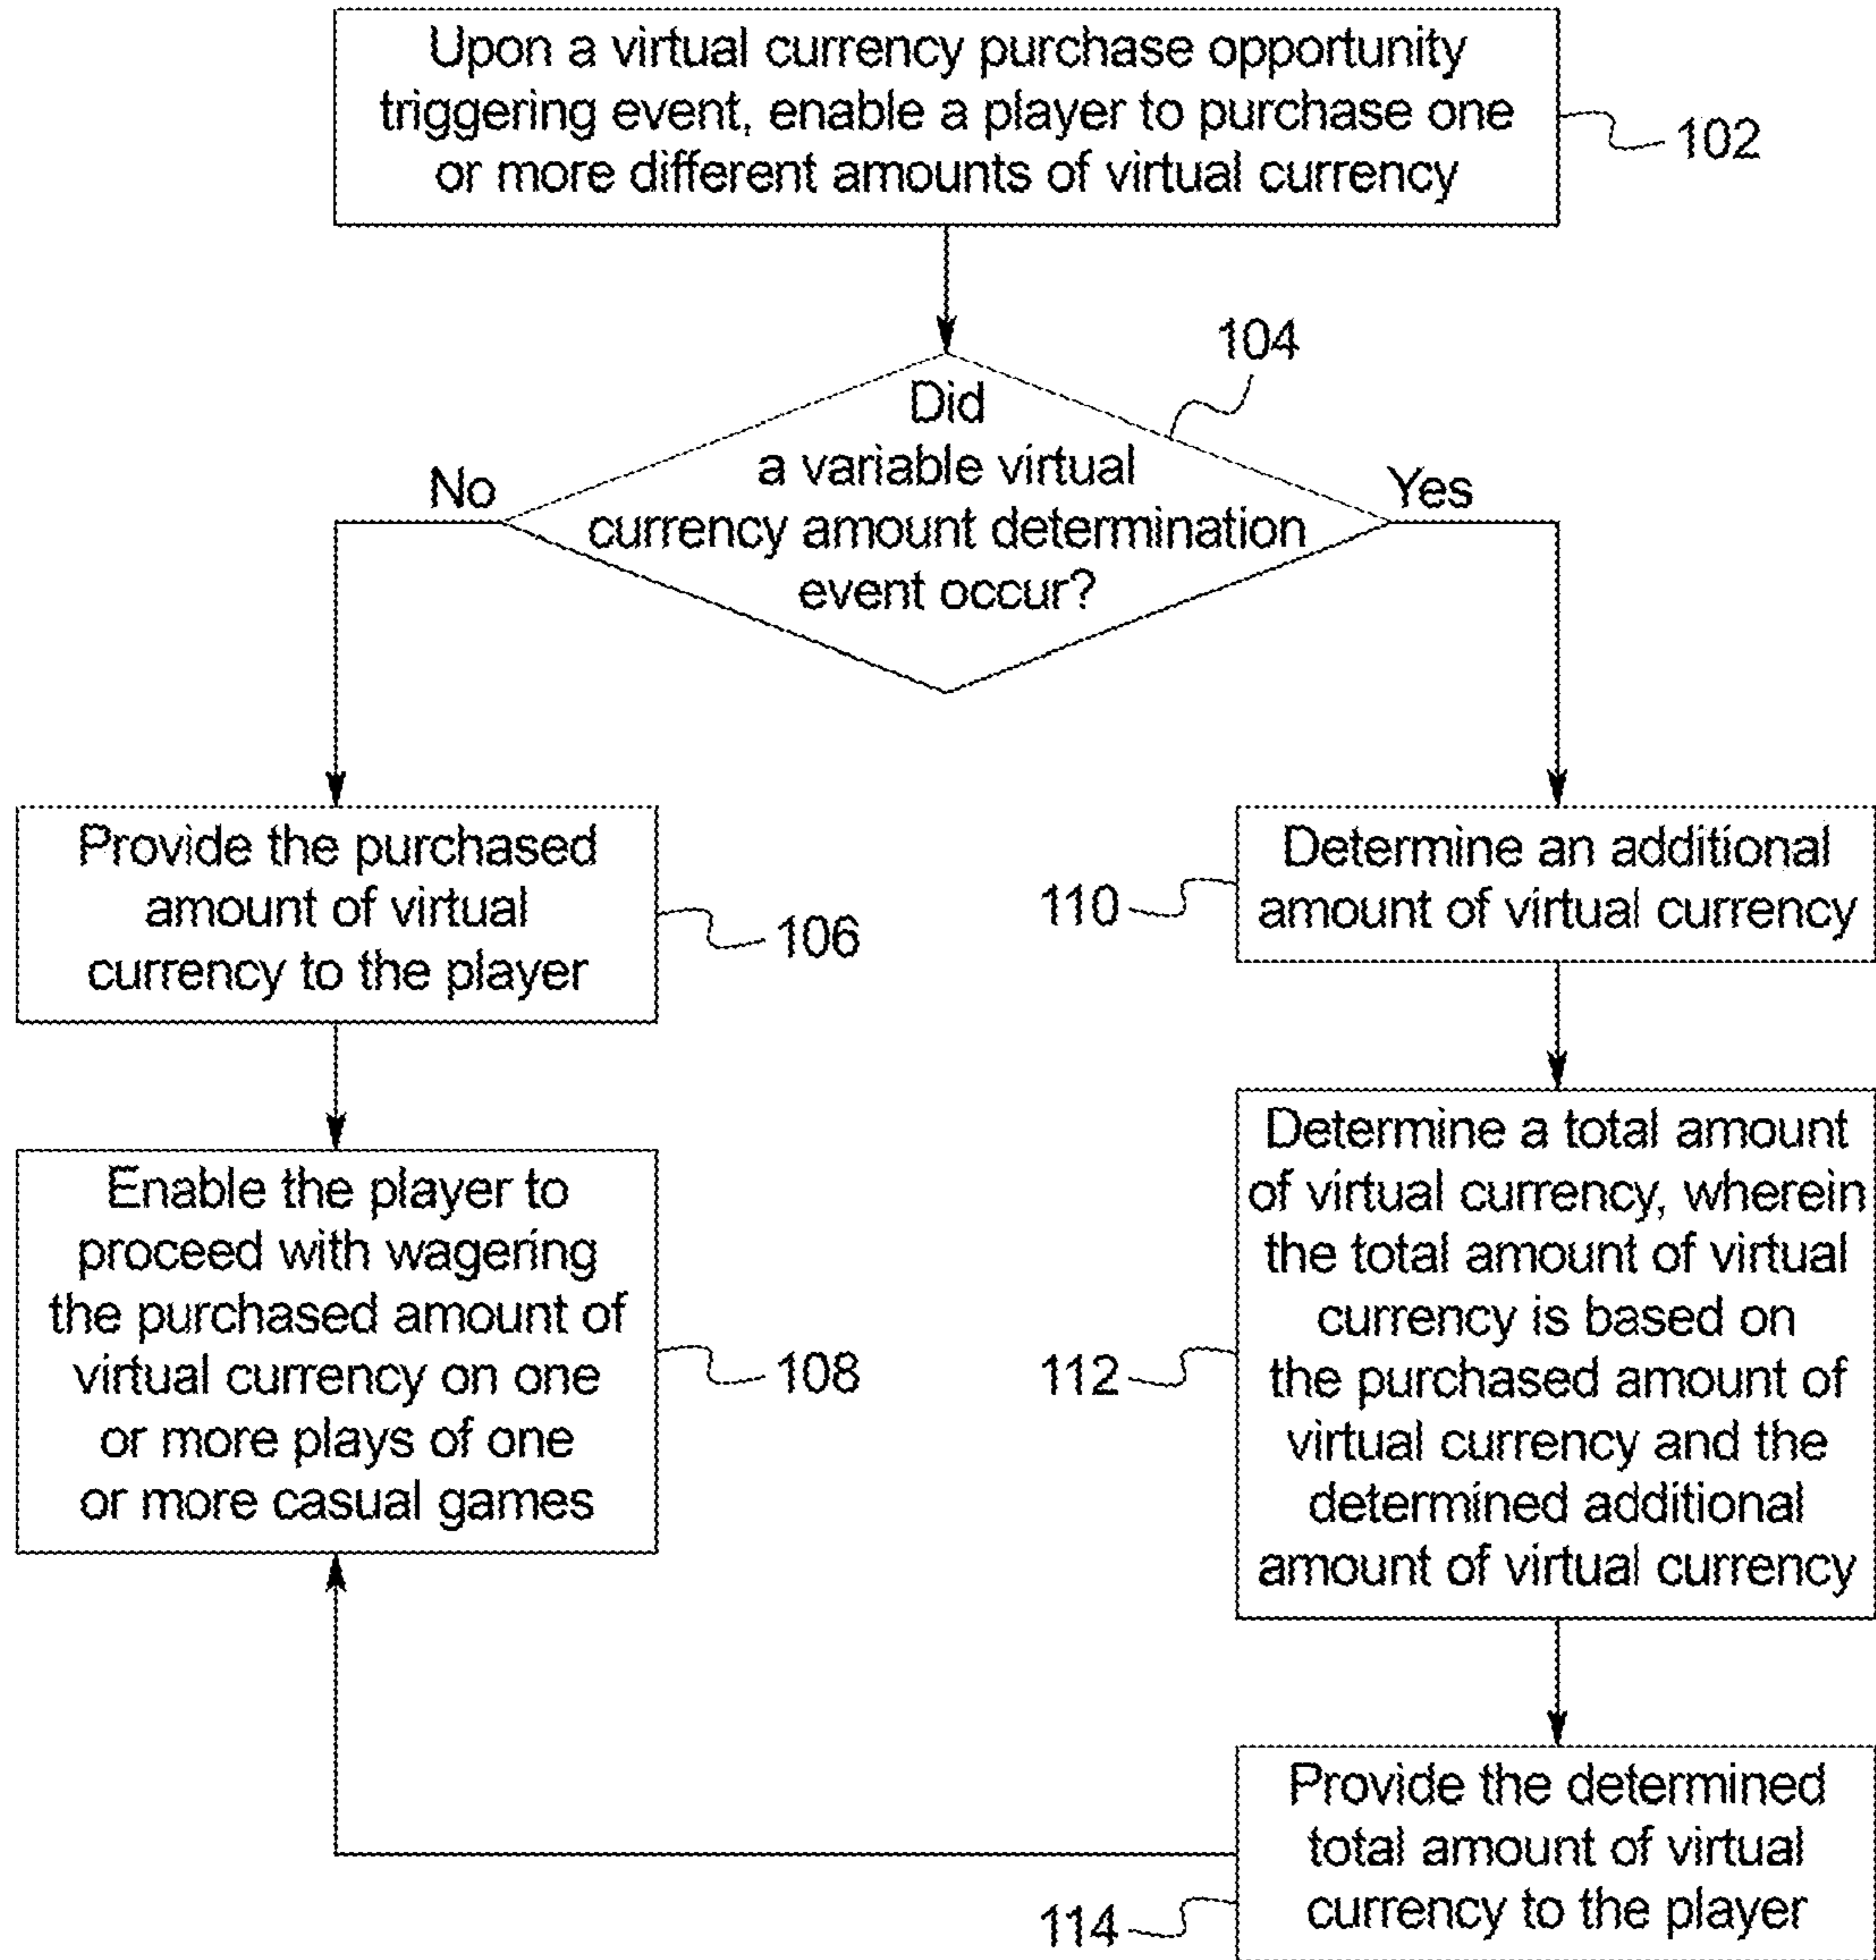 Upon a virtual currency purchase opportunity
triggering event, enable a player to purchase one
or more different amounts of virtual currency
102
104
Did
a variable virtual
currency amount determination
event occur?
No
Yes
Provide the purchased
amount of virtual
currency to the player
106
Enable the player to
proceed with wagering
the purchased amount of
virtual currency on one
or more plays of one
or more casual games
108
Determine an additional
amount of virtual currency
110
Determine a total amount
of virtual currency, wherein
the total amount of virtual
currency is based on
the purchased amount of
virtual currency and the
determined additional
amount of virtual currency
112
Provide the determined
total amount of virtual
currency to the player
114